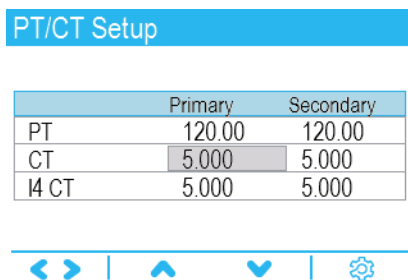 PT/CT Setup
Primary Secondary
PT 120.00 120.00
CT 5.000 5.000
I4 CT 5.000 5.000